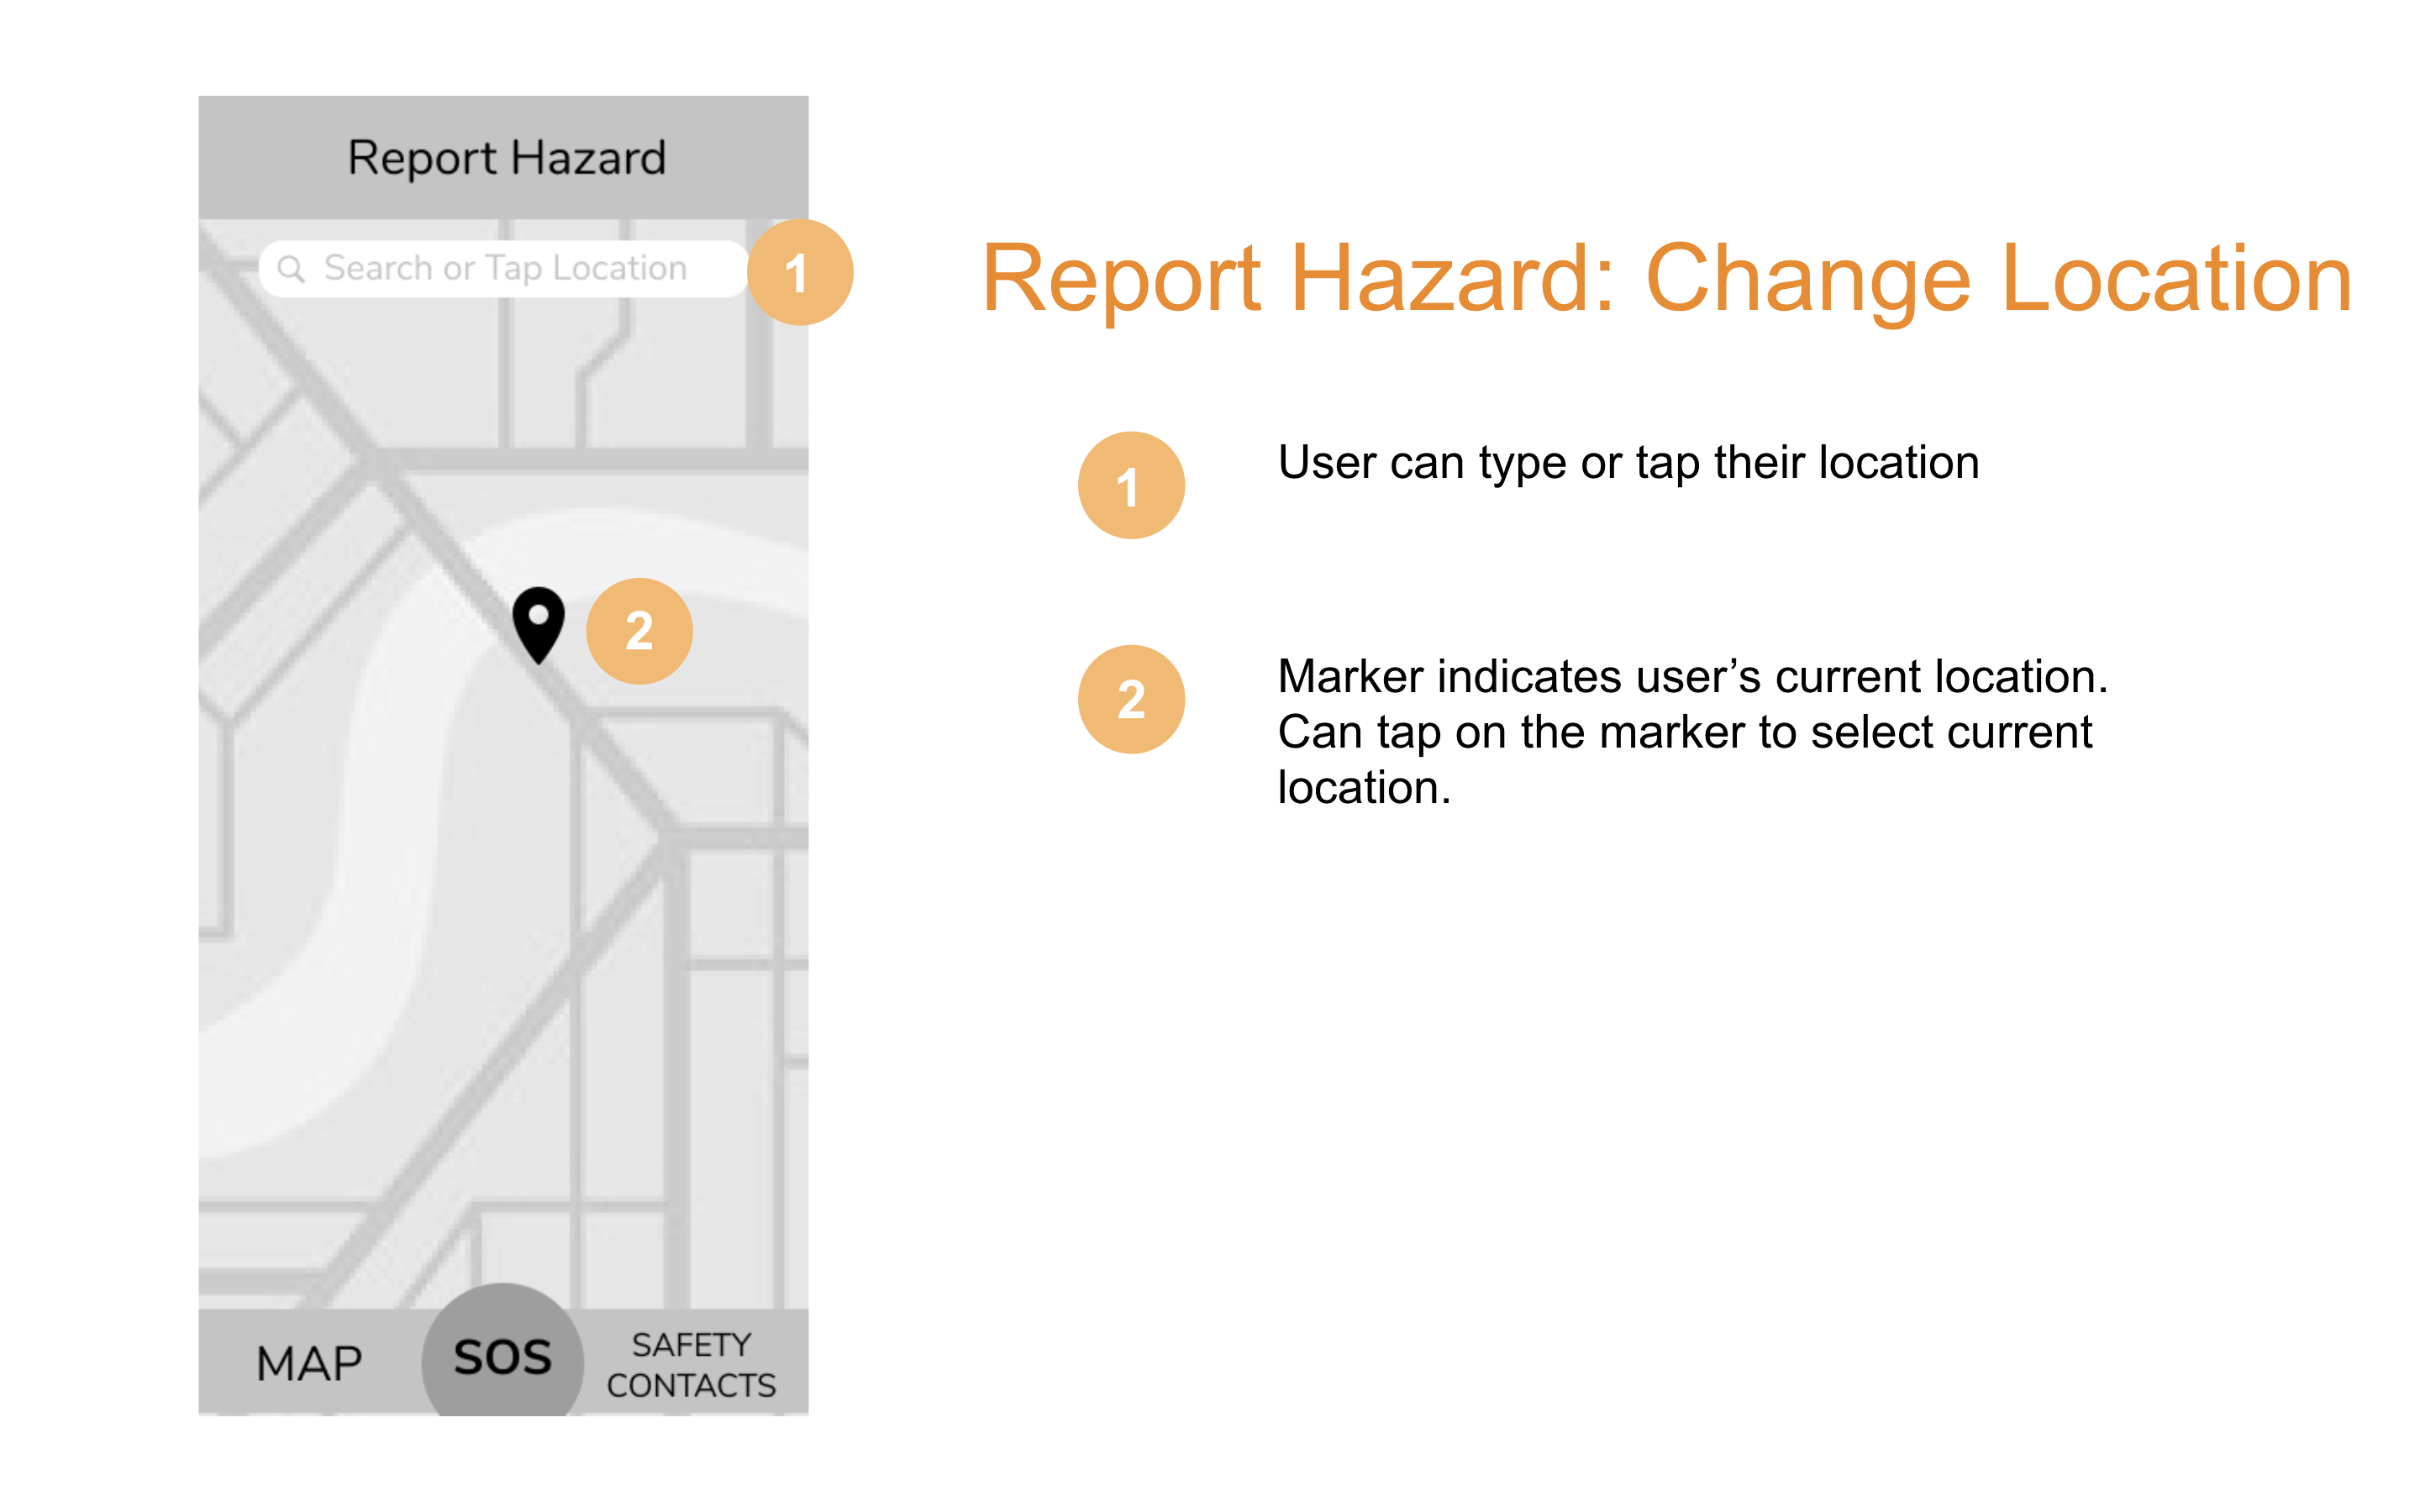 Report Hazard
Search or Tap Location
1
2
MAP
SOS
SAFETY
CONTACTS
Report Hazard: Change Location
1
User can type or tap their location
2
Marker indicates user’s current location.
Can tap on the marker to select current
location.